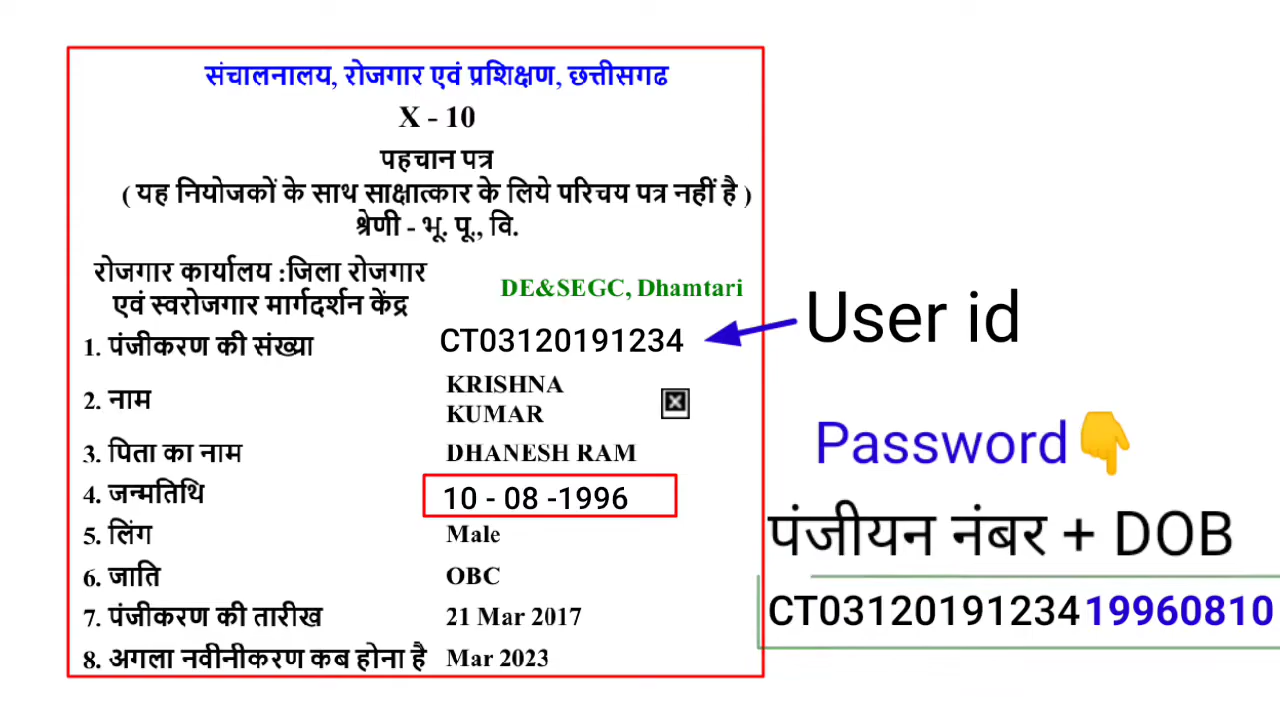 संचालनालय, रोजगार एवं प्रशिक्षण, छत्तीसगढ
X - 10
पहचान पत्र
( यह नियोजकों के साथ साक्षात्कार के लिये परिचय पत्र नहीं है )
श्रेणी - भू. पू., वि.
रोजगार कार्यालय :जिला रोजगार
एवं स्वरोजगार मार्गदर्शन केंद्र
DE&SEGC, Dhamtari
1. पंजीकरण की संख्या CT03120191234
2. नाम KRISHNA
KUMAR
3. पिता का नाम DHANESH RAM
4. जन्मतिथि 10 - 08 -1996
5. लिंग Male
6. जाति OBC
7. पंजीकरण की तारीख 21 Mar 2017
8. अगला नवीनीकरण कब होना है Mar 2023
User id
Password👇
पंजीयन नंबर + DOB
CT0312019123419960810